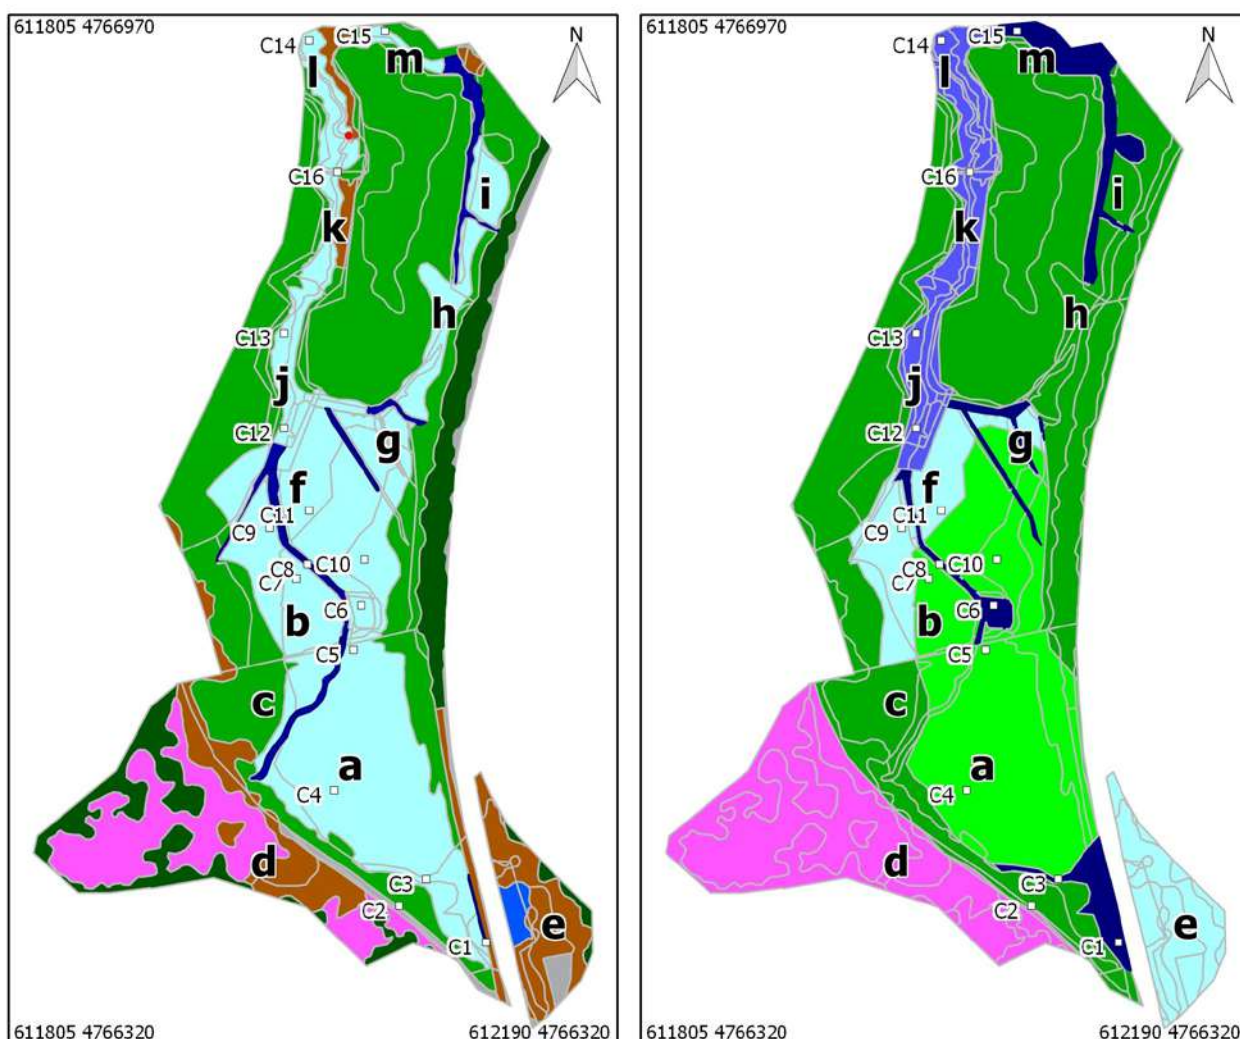 611805 4766970
N
C14
C15
m
l
C16
i
k
h
C13
j
C12
g
f
C11
C9
C8
C10
C7
C6
b
C5
c
a
C4
d
C3
C2
e
C1
611805 4766320
612190 4766320
611805 4766970
N
C14
C15
m
l
C16
i
k
h
C13
j
C12
g
f
C11
C9
C8
C10
C7
C6
b
C5
c
a
C4
d
C3
C2
e
C1
611805 4766320
612190 4766320